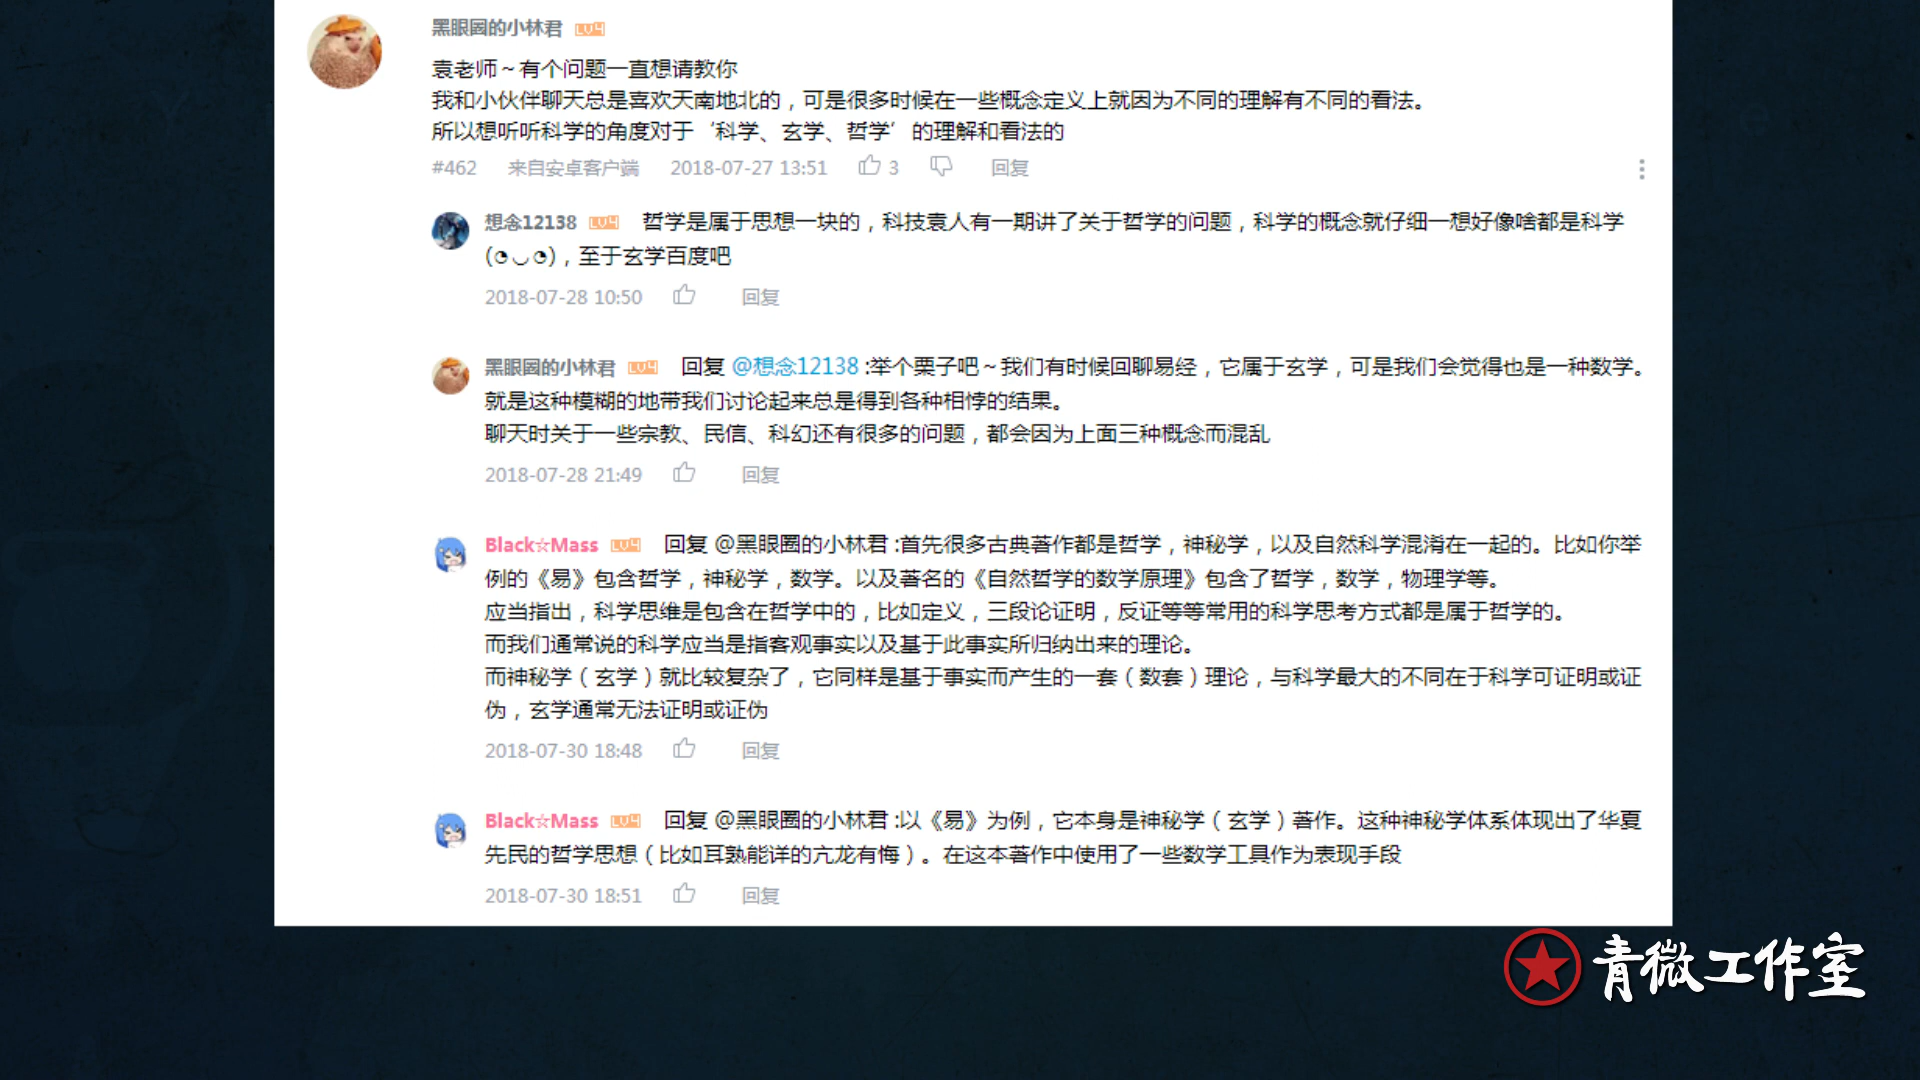 黑眼圈的小林君 LV4
袁老师～有个问题一直想请教你
我和小伙伴聊天总是喜欢天南地北的，可是很多时候在一些概念定义上就因为不同的理解有不同的看法。
所以想听听科学的角度对于‘科学、玄学、哲学’的理解和看法的
#462 来自安卓客户端 2018-07-27 13:51 3 回复
想念12138 LV4 哲学是属于思想一块的，科技袁人有一期讲了关于哲学的问题，科学的概念就仔细一想好像啥都是科学
(◔◡◔)，至于玄学百度吧
2018-07-28 10:50 回复
黑眼圈的小林君 LV4 回复 @想念12138 :举个栗子吧～我们有时候回聊易经，它属于玄学，可是我们会觉得也是一种数学。
就是这种模糊的地带我们讨论起来总是得到各种相悖的结果。
聊天时关于一些宗教、民信、科幻还有很多的问题，都会因为上面三种概念而混乱
2018-07-28 21:49 回复
Black☆Mass LV4 回复 @黑眼圈的小林君 :首先很多古典著作都是哲学，神秘学，以及自然科学混淆在一起的。比如你举
例的《易》包含哲学，神秘学，数学。以及著名的《自然哲学的数学原理》包含了哲学，数学，物理学等。
应当指出，科学思维是包含在哲学中的，比如定义，三段论证明，反证等等常用的科学思考方式都是属于哲学的。
而我们通常说的科学应当是指客观事实以及基于此事实所归纳出来的理论。
而神秘学（玄学）就比较复杂了，它同样是基于事实而产生的一套（数套）理论，与科学最大的不同在于科学可证明或证
伪，玄学通常无法证明或证伪
2018-07-30 18:48 回复
Black☆Mass LV4 回复 @黑眼圈的小林君 :以《易》为例，它本身是神秘学（玄学）著作。这种神秘学体系体现出了华夏
先民的哲学思想（比如耳熟能详的亢龙有悔）。在这本著作中使用了一些数学工具作为表现手段
2018-07-30 18:51 回复
青微工作室